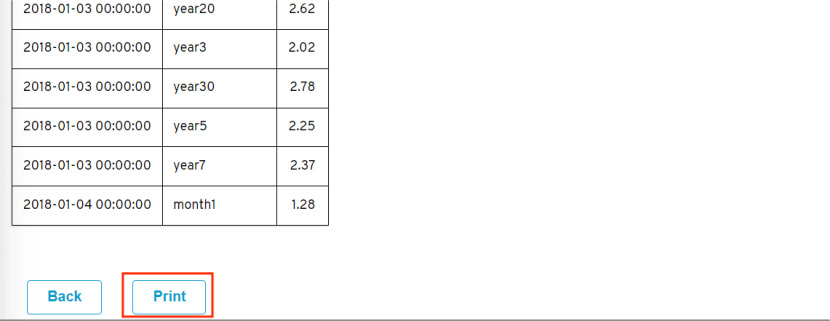 2018-01-03 00:00:00 year20 2.62
2018-01-03 00:00:00 year3 2.02
2018-01-03 00:00:00 year30 2.78
2018-01-03 00:00:00 year5 2.25
2018-01-03 00:00:00 year7 2.37
2018-01-04 00:00:00 month1 1.28
Back Print